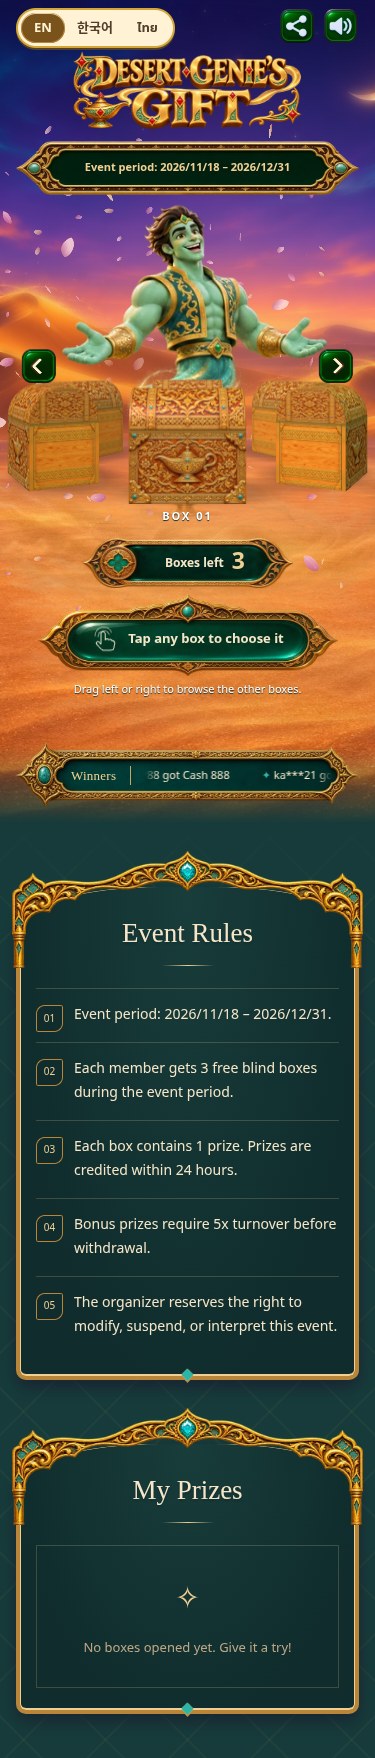 EN 한국어 ไทย
DESERT GENIE'S
GIFT
Event period: 2026/11/18 – 2026/12/31
BOX 01
Boxes left 3
Tap any box to choose it
Drag left or right to browse the other boxes.
Winners 88 got Cash 888 ✦ ka***21
Event Rules
01 Event period: 2026/11/18 – 2026/12/31.
02 Each member gets 3 free blind boxes
during the event period.
03 Each box contains 1 prize. Prizes are
credited within 24 hours.
04 Bonus prizes require 5x turnover before
withdrawal.
05 The organizer reserves the right to
modify, suspend, or interpret this event.
My Prizes
No boxes opened yet. Give it a try!